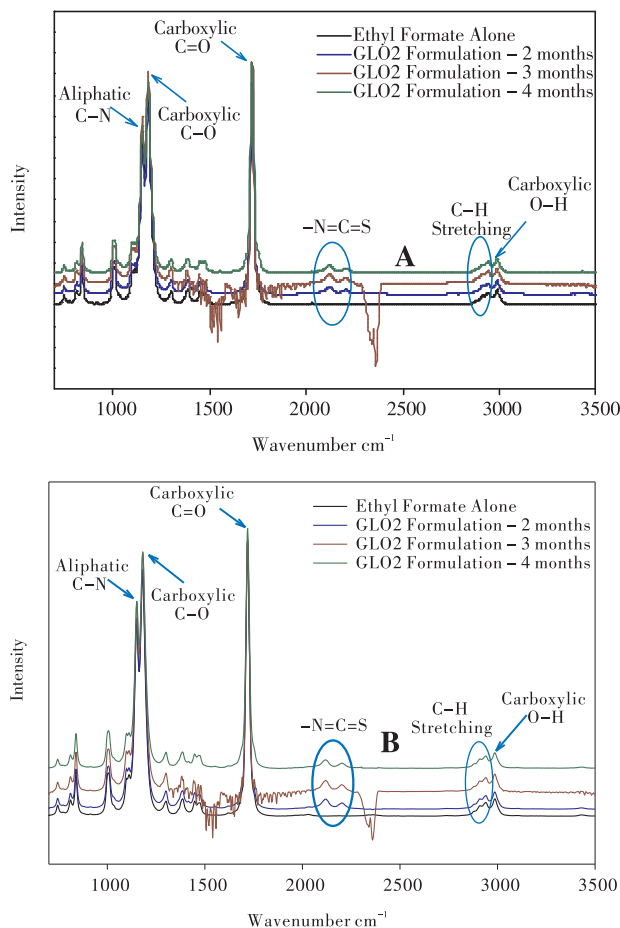 Carboxylic
C=O
Ethyl Formate Alone
GLO2 Formulation – 2 months
GLO2 Formulation – 3 months
GLO2 Formulation – 4 months
Aliphatic
C–N
Carboxylic
C–O
–N=C=S
A
C–H
Stretching
Carboxylic
O–H
Intensity
1000 1500 2000 2500 3000 3500
Wavenumber cm⁻¹
Carboxylic
C=O
Ethyl Formate Alone
GLO2 Formulation – 2 months
GLO2 Formulation – 3 months
GLO2 Formulation – 4 months
Aliphatic
C–N
Carboxylic
C–O
–N=C=S
B
C–H
Stretching
Carboxylic
O–H
Intensity
1000 1500 2000 2500 3000 3500
Wavenumber cm⁻¹